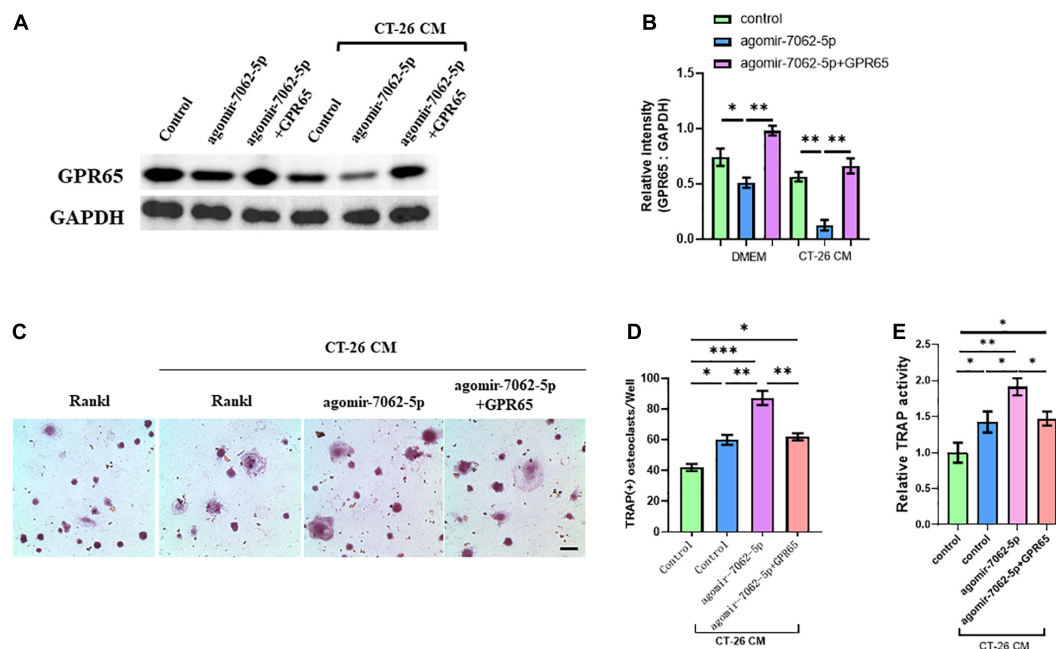 A
CT-26 CM
Control
agomir-7062-5p
agomir-7062-5p
+GPR65
Control
agomir-7062-5p
agomir-7062-5p
+GPR65
GPR65
GAPDH
B
control
agomir-7062-5p
agomir-7062-5p+GPR65
Relative Intensity
(GPR65 : GAPDH)
1.5
1.0
0.5
0.0
* ** ** **
DMEM CT-26 CM
C
CT-26 CM
Rankl Rankl agomir-7062-5p agomir-7062-5p
+GPR65
D
TRAP(+) osteoclasts/Well
100
80
60
40
20
0
*
***
* ** **
Control
Control
agomir-7062-5p
agomir-7062-5p+GPR65
CT-26 CM
E
Relative TRAP activity
2.5
2.0
1.5
1.0
0.5
0.0
*
**
* * *
control
control
agomir-7062-5p
agomir-7062-5p+GPR65
CT-26 CM